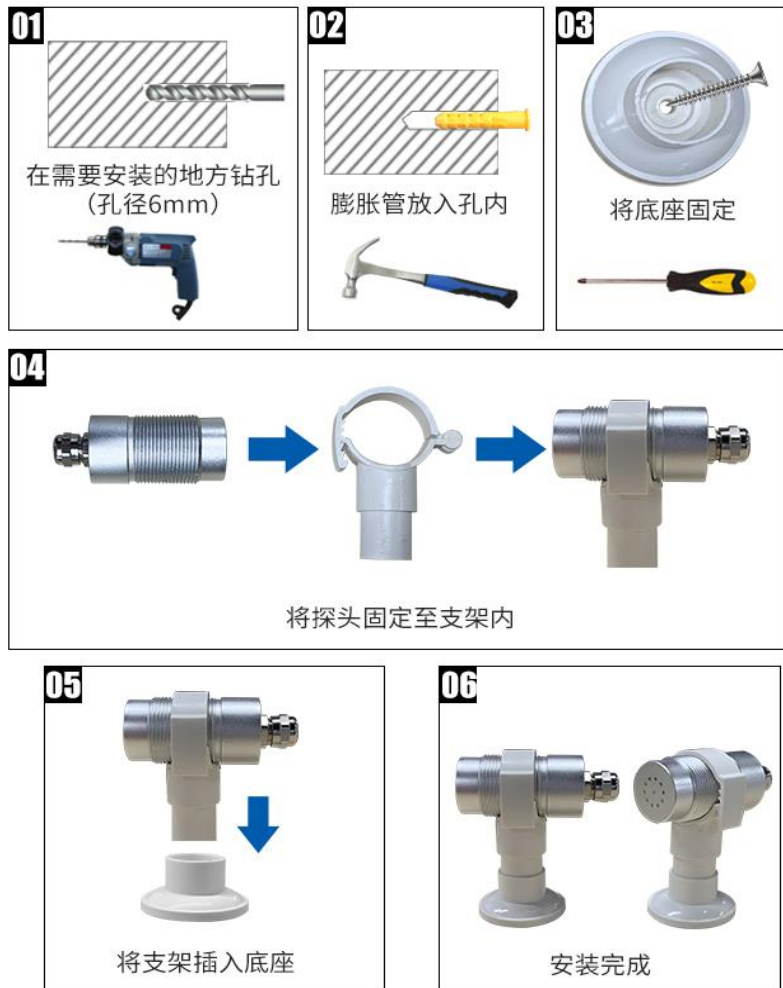 01
在需要安装的地方钻孔
（孔径6mm）
02
膨胀管放入孔内
03
将底座固定
04
将探头固定至支架内
05
将支架插入底座
06
安装完成